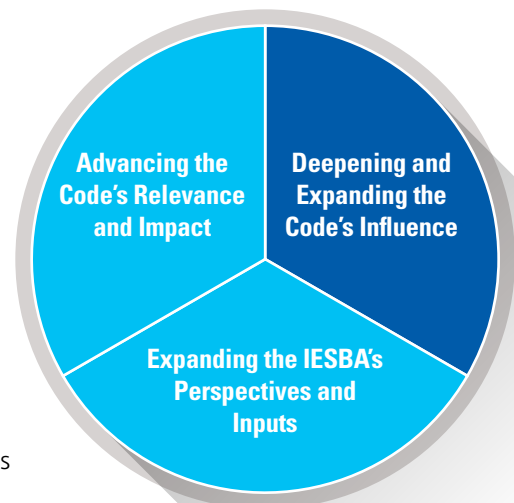 Advancing the
Code's Relevance
and Impact
Deepening and
Expanding the
Code's Influence
Expanding the IESBA's
Perspectives and
Inputs
s